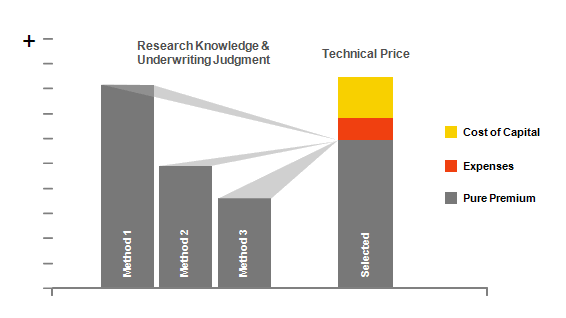 +
Research Knowledge &
Underwriting Judgment
Technical Price
Cost of Capital
Expenses
Pure Premium
Method 1
Method 2
Method 3
Selected